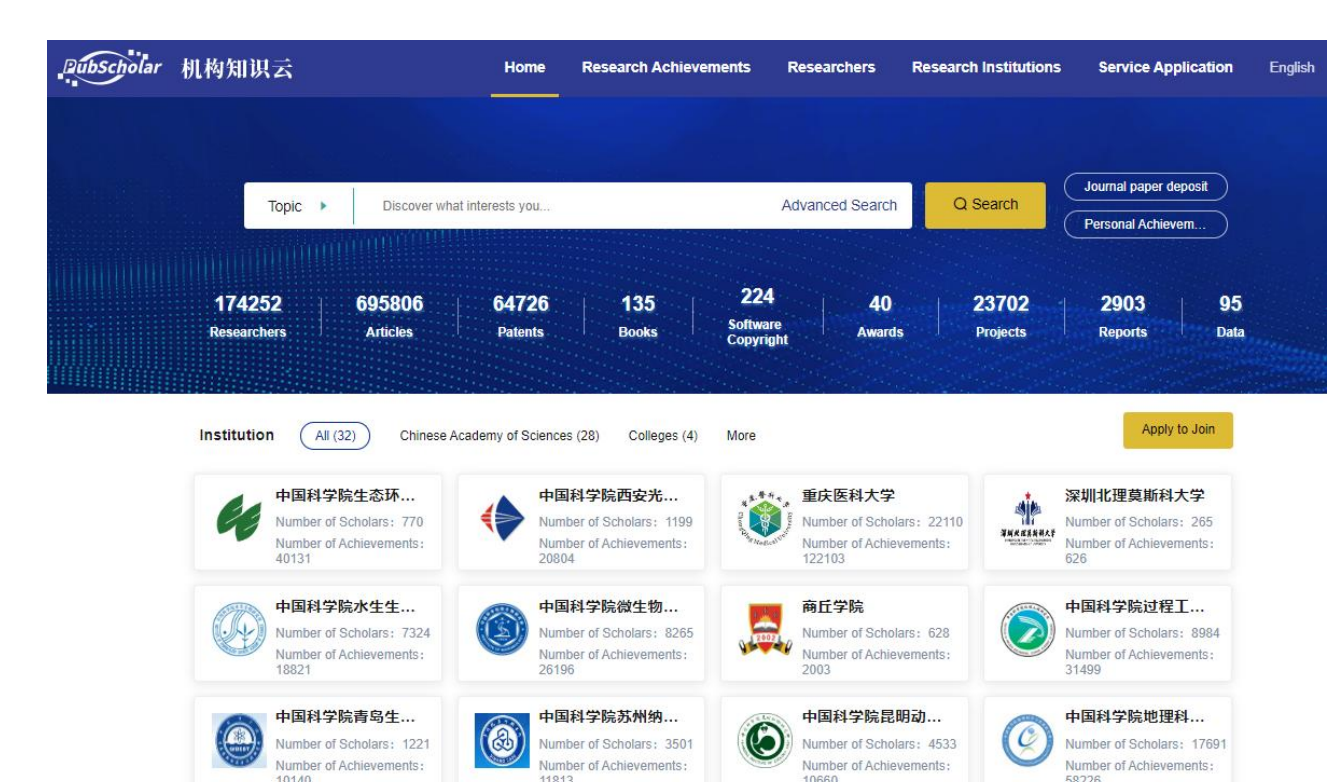 PubScholar 机构知识云 Home Research Achievements Researchers Research Institutions Service Application English
Topic Discover what interests you... Advanced Search Search
Journal paper deposit
Personal Achievem...
174252 695806 64726 135 224 40 23702 2903 95
Researchers Articles Patents Books Software Copyright Awards Projects Reports Data
Institution All (32) Chinese Academy of Sciences (28) Colleges (4) More Apply to Join
中国科学院生态环...
Number of Scholars: 770
Number of Achievements:
40131
中国科学院西安光...
Number of Scholars: 1199
Number of Achievements:
20804
重庆医科大学
Number of Scholars: 22110
Number of Achievements:
122103
深圳北理莫斯科大学
Number of Scholars: 265
Number of Achievements:
626
中国科学院水生生...
Number of Scholars: 7324
Number of Achievements:
18821
中国科学院微生物...
Number of Scholars: 8265
Number of Achievements:
26196
商丘学院
Number of Scholars: 628
Number of Achievements:
2003
中国科学院过程工...
Number of Scholars: 8984
Number of Achievements:
31499
中国科学院青岛生...
Number of Scholars: 1221
Number of Achievements:
10140
中国科学院苏州纳...
Number of Scholars: 3501
Number of Achievements:
11813
中国科学院昆明动...
Number of Scholars: 4533
Number of Achievements:
10660
中国科学院地理科...
Number of Scholars: 17691
Number of Achievements:
58226